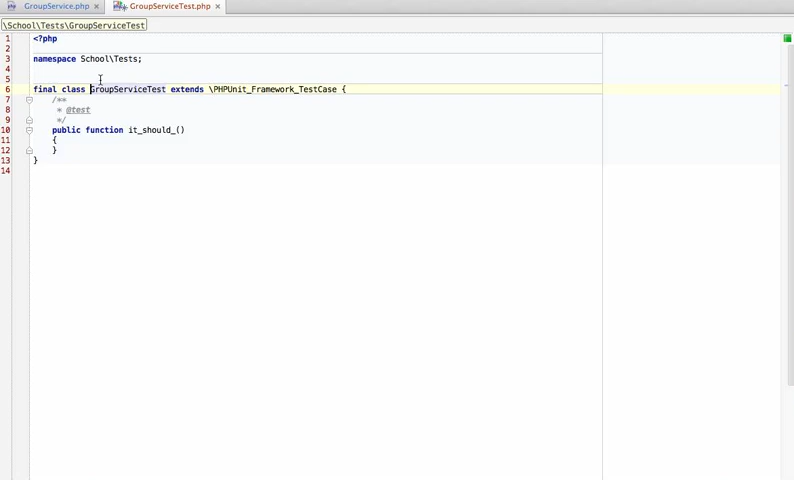 GroupService.php GroupServiceTest.php
\School\Tests\GroupServiceTest
1 <?php
2
3 namespace School\Tests;
4
5
6 final class GroupServiceTest extends \PHPUnit_Framework_TestCase {
7 /**
8 * @test
9 */
10 public function it_should_()
11 {
12 }
13 }
14